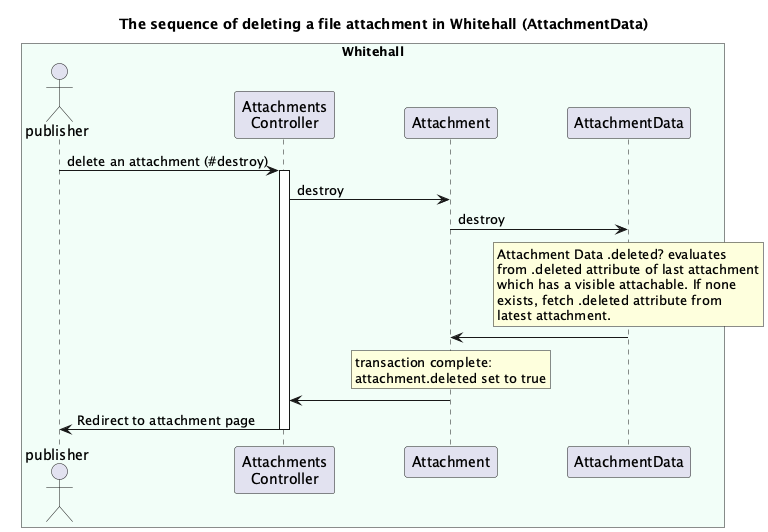 The sequence of deleting a file attachment in Whitehall (AttachmentData)
Whitehall
publisher
Attachments
Controller
Attachment
AttachmentData
delete an attachment (#destroy)
destroy
destroy
Attachment Data .deleted? evaluates
from .deleted attribute of last attachment
which has a visible attachable. If none
exists, fetch .deleted attribute from
latest attachment.
transaction complete:
attachment.deleted set to true
Redirect to attachment page
publisher
Attachments
Controller
Attachment
AttachmentData